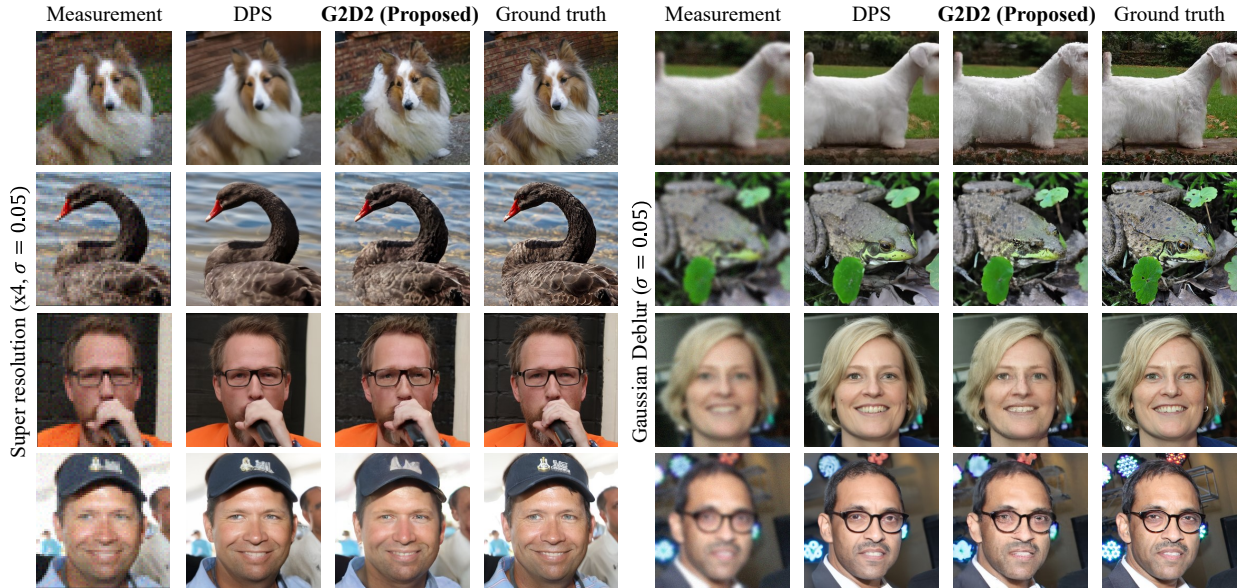 Measurement DPS G2D2 (Proposed) Ground truth
Super resolution (x4, σ = 0.05)
Measurement DPS G2D2 (Proposed) Ground truth
Gaussian Deblur (σ = 0.05)